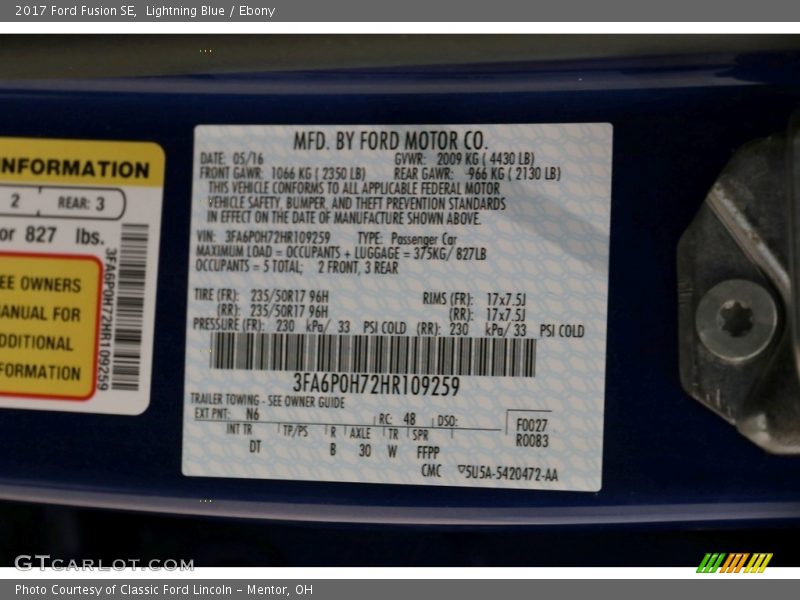 2017 Ford Fusion SE, Lightning Blue / Ebony
INFORMATION
2 REAR: 3
or 827 lbs.
EE OWNERS
ANUAL FOR
DDITIONAL
FORMATION
3FA6P0H72HR109259
MFD. BY FORD MOTOR CO.
DATE: 05/16 GVWR: 2009 KG ( 4430 LB)
FRONT GAWR: 1066 KG ( 2350 LB) REAR GAWR: 966 KG ( 2130 LB)
THIS VEHICLE CONFORMS TO ALL APPLICABLE FEDERAL MOTOR
VEHICLE SAFETY, BUMPER, AND THEFT PREVENTION STANDARDS
IN EFFECT ON THE DATE OF MANUFACTURE SHOWN ABOVE.
VIN: 3FA6P0H72HR109259 TYPE: Passenger Car
MAXIMUM LOAD = OCCUPANTS + LUGGAGE = 375KG/ 827LB
OCCUPANTS = 5 TOTAL; 2 FRONT, 3 REAR
TIRE (FR): 235/50R17 96H RIMS (FR): 17x7.5J
(RR): 235/50R17 96H (RR): 17x7.5J
PRESSURE (FR): 230 kPa/ 33 PSI COLD (RR): 230 kPa/ 33 PSI COLD
3FA6P0H72HR109259
TRAILER TOWING - SEE OWNER GUIDE
EXT PNT: N6 RC: 48 DSO: F0027
INT TR TP/PS R AXLE TR SPR R0083
DT B 30 W FFPP
CMC ▽5U5A-5420472-AA
GTCarLot.com
Photo Courtesy of Classic Ford Lincoln - Mentor, OH